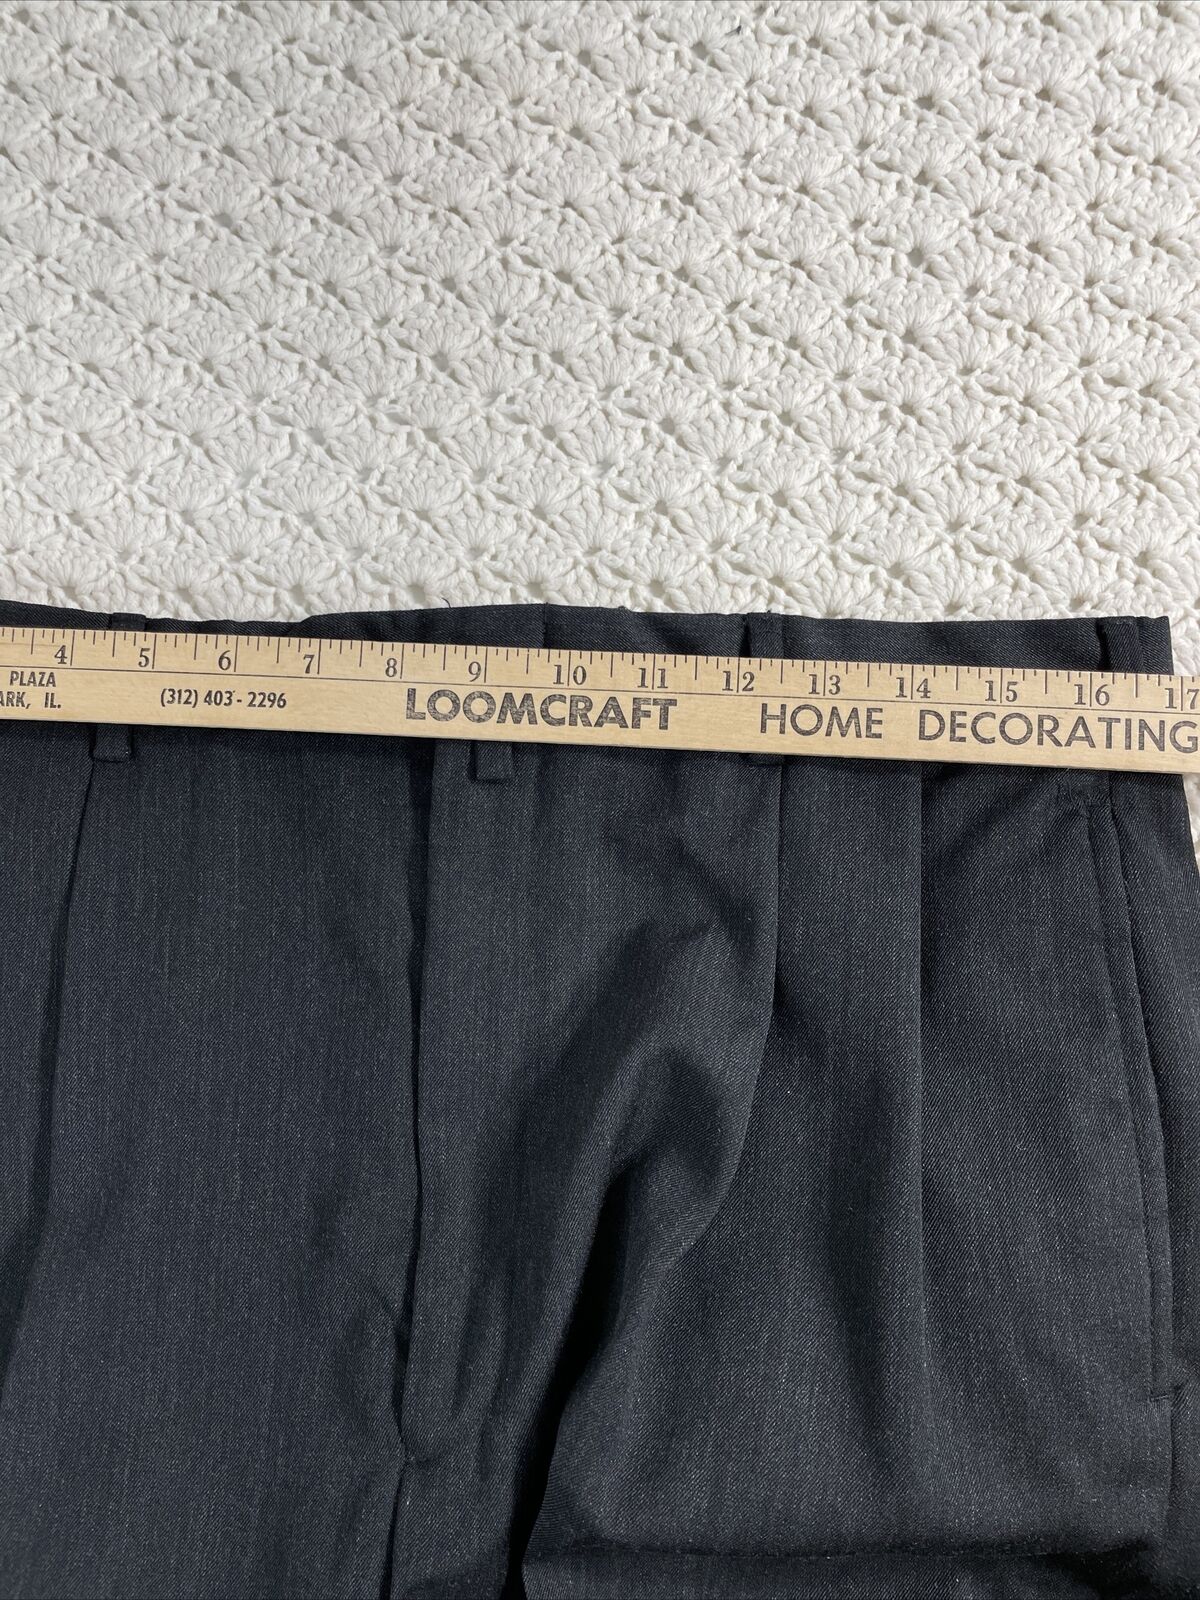 4 5 6 7 8 9 10 11 12 13 14 15 16 17
PLAZA
ARK, IL.
(312) 403-2296
LOOMCRAFT HOME DECORATING